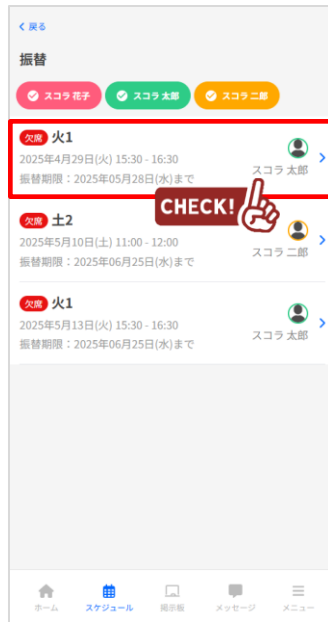 戻る
振替
スコラ 花子
スコラ 太郎
スコラ 二郎
欠席 火1
2025年4月29日(火) 15:30 - 16:30
振替期限：2025年05月28日(水)まで
スコラ 太郎
CHECK!
欠席 土2
2025年5月10日(土) 11:00 - 12:00
振替期限：2025年06月25日(水)まで
スコラ 二郎
欠席 火1
2025年5月13日(火) 15:30 - 16:30
振替期限：2025年06月25日(水)まで
スコラ 太郎
ホーム
スケジュール
掲示板
メッセージ
メニュー